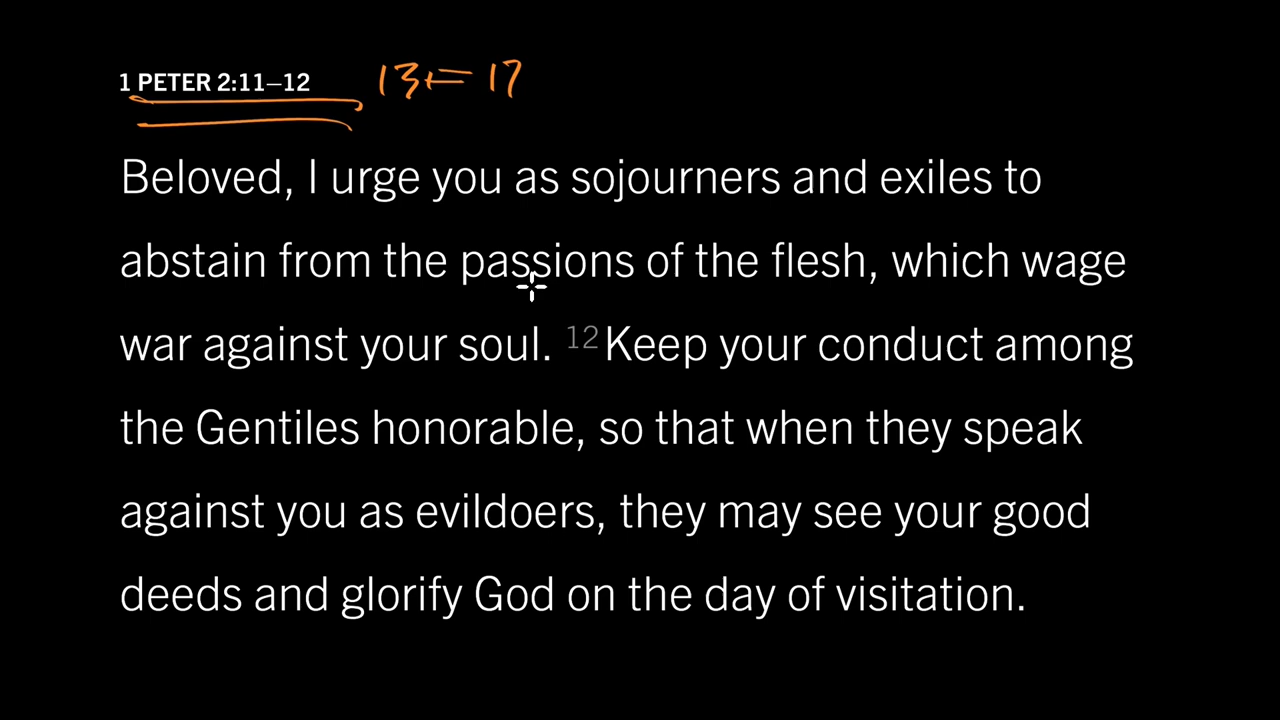 1 PETER 2:11–12 13–17
Beloved, I urge you as sojourners and exiles to
abstain from the passions of the flesh, which wage
war against your soul. 12 Keep your conduct among
the Gentiles honorable, so that when they speak
against you as evildoers, they may see your good
deeds and glorify God on the day of visitation.